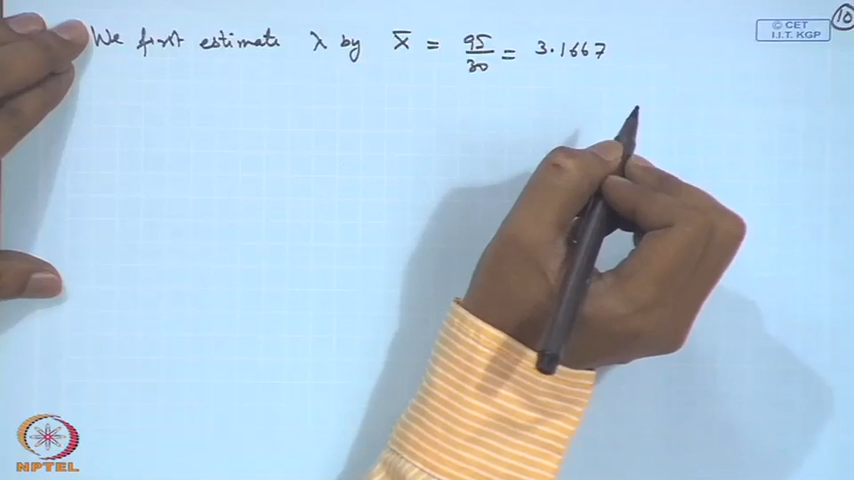 We first estimate λ by X̄ = 95/30 = 3.1667
© CET
I.I.T. KGP
10
NPTEL